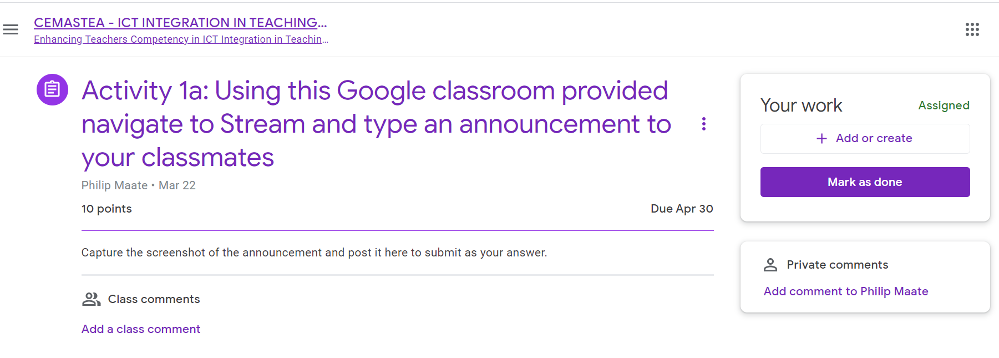 CEMASTEA - ICT INTEGRATION IN TEACHING...
Enhancing Teachers Competency in ICT Integration in Teachin...
Activity 1a: Using this Google classroom provided
navigate to Stream and type an announcement to
your classmates
Philip Maate • Mar 22
10 points
Due Apr 30
Capture the screenshot of the announcement and post it here to submit as your answer.
Class comments
Add a class comment
Your work
Assigned
+ Add or create
Mark as done
Private comments
Add comment to Philip Maate